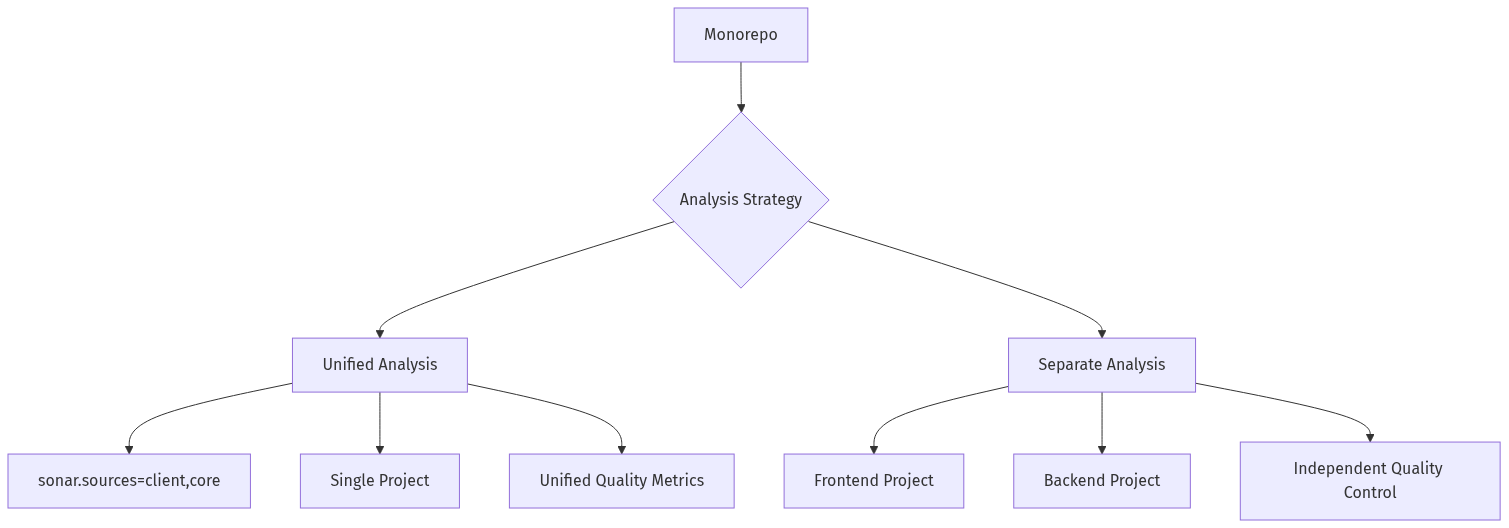 Monorepo
Analysis Strategy
Unified Analysis
Separate Analysis
sonar.sources=client,core
Single Project
Unified Quality Metrics
Frontend Project
Backend Project
Independent Quality
Control